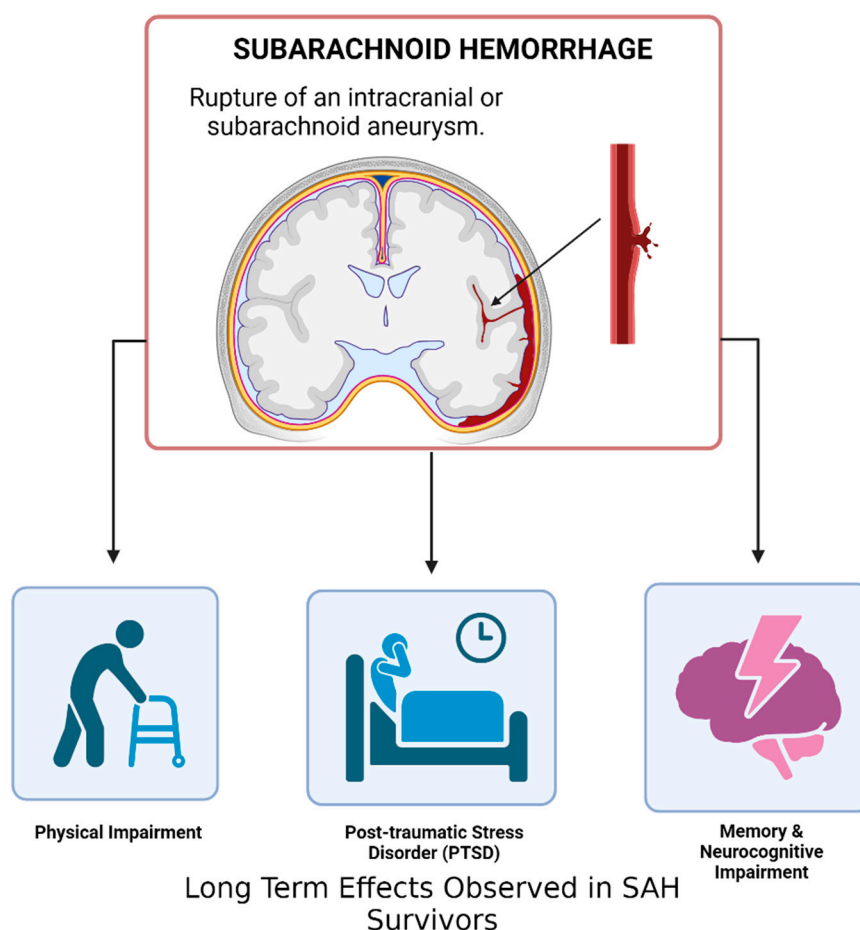 SUBARACHNOID HEMORRHAGE
Rupture of an intracranial or
subarachnoid aneurysm.
Physical Impairment
Post-traumatic Stress
Disorder (PTSD)
Memory &
Neurocognitive
Impairment
Long Term Effects Observed in SAH
Survivors